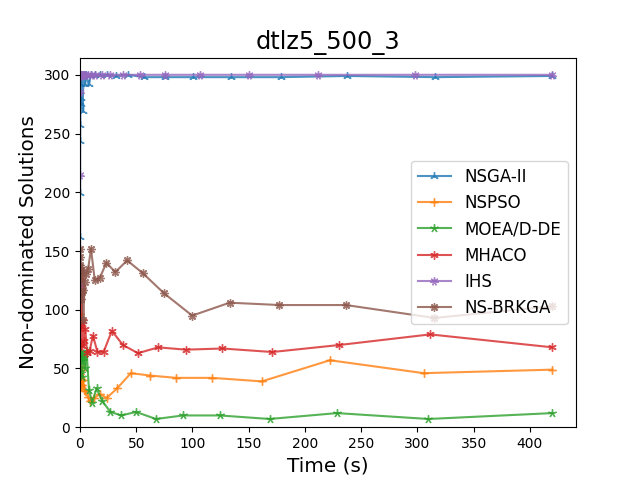 dtlz5_500_3
Non-dominated Solutions
300
250
200
150
100
50
0
NSGA-II
NSPSO
MOEA/D-DE
MHACO
IHS
NS-BRKGA
0 50 100 150 200 250 300 350 400
Time (s)